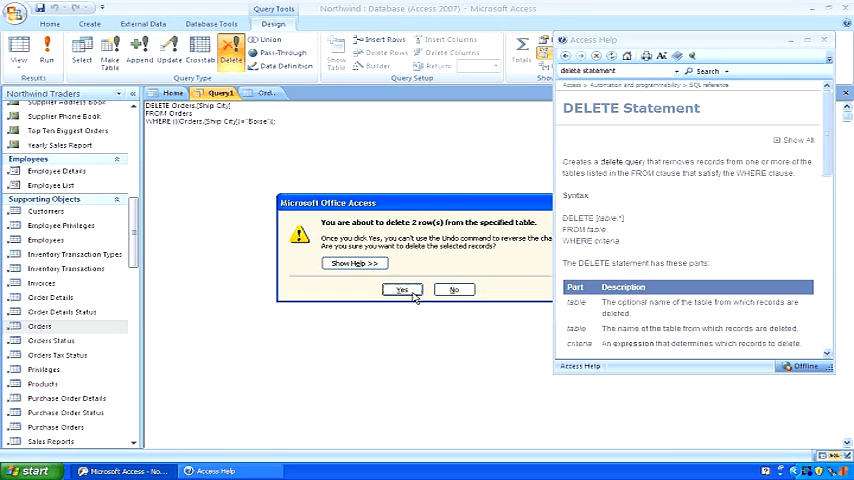 Query Tools
Northwind : Database (Access 2007) - Microsoft Access
Home
Create
External Data
Database Tools
Design
View
Run
Select
Make Table
Append
Update
Crosstab
Delete
Union
Pass-Through
Data Definition
Show Table
Insert Rows
Delete Rows
Builder
Insert Columns
Delete Columns
Return:
Totals
Results
Query Type
Query Setup
Northwind Traders
Home
Query1
Ord...
Supplier Address Book
Supplier Phone Book
Top Ten Biggest Orders
Yearly Sales Report
Employees
Employee Details
Employee List
Supporting Objects
Customers
Employee Privileges
Employees
Inventory Transaction Types
Inventory Transactions
Invoices
Order Details
Order Details Status
Orders
Orders Status
Orders Tax Status
Privileges
Products
Purchase Order Details
Purchase Order Status
Purchase Orders
Sales Reports
DELETE Orders.[Ship City]
FROM Orders
WHERE (((Orders.[Ship City])="Boise"));
Microsoft Office Access
You are about to delete 2 row(s) from the specified table.
Once you click Yes, you can't use the Undo command to reverse the cha
Are you sure you want to delete the selected records?
Show Help >>
Yes
No
Access Help
delete statement
Search
Access > Automation and programmability > SQL reference
DELETE Statement
Show All
Creates a delete query that removes records from one or more of the
tables listed in the FROM clause that satisfy the WHERE clause.
Syntax
DELETE [table.*]
FROM table
WHERE criteria
The DELETE statement has these parts:
Part Description
table The optional name of the table from which records are
deleted.
table The name of the table from which records are deleted.
criteria An expression that determines which records to delete.
Access Help
Offline
SQL
start
Microsoft Access - No...
Access Help